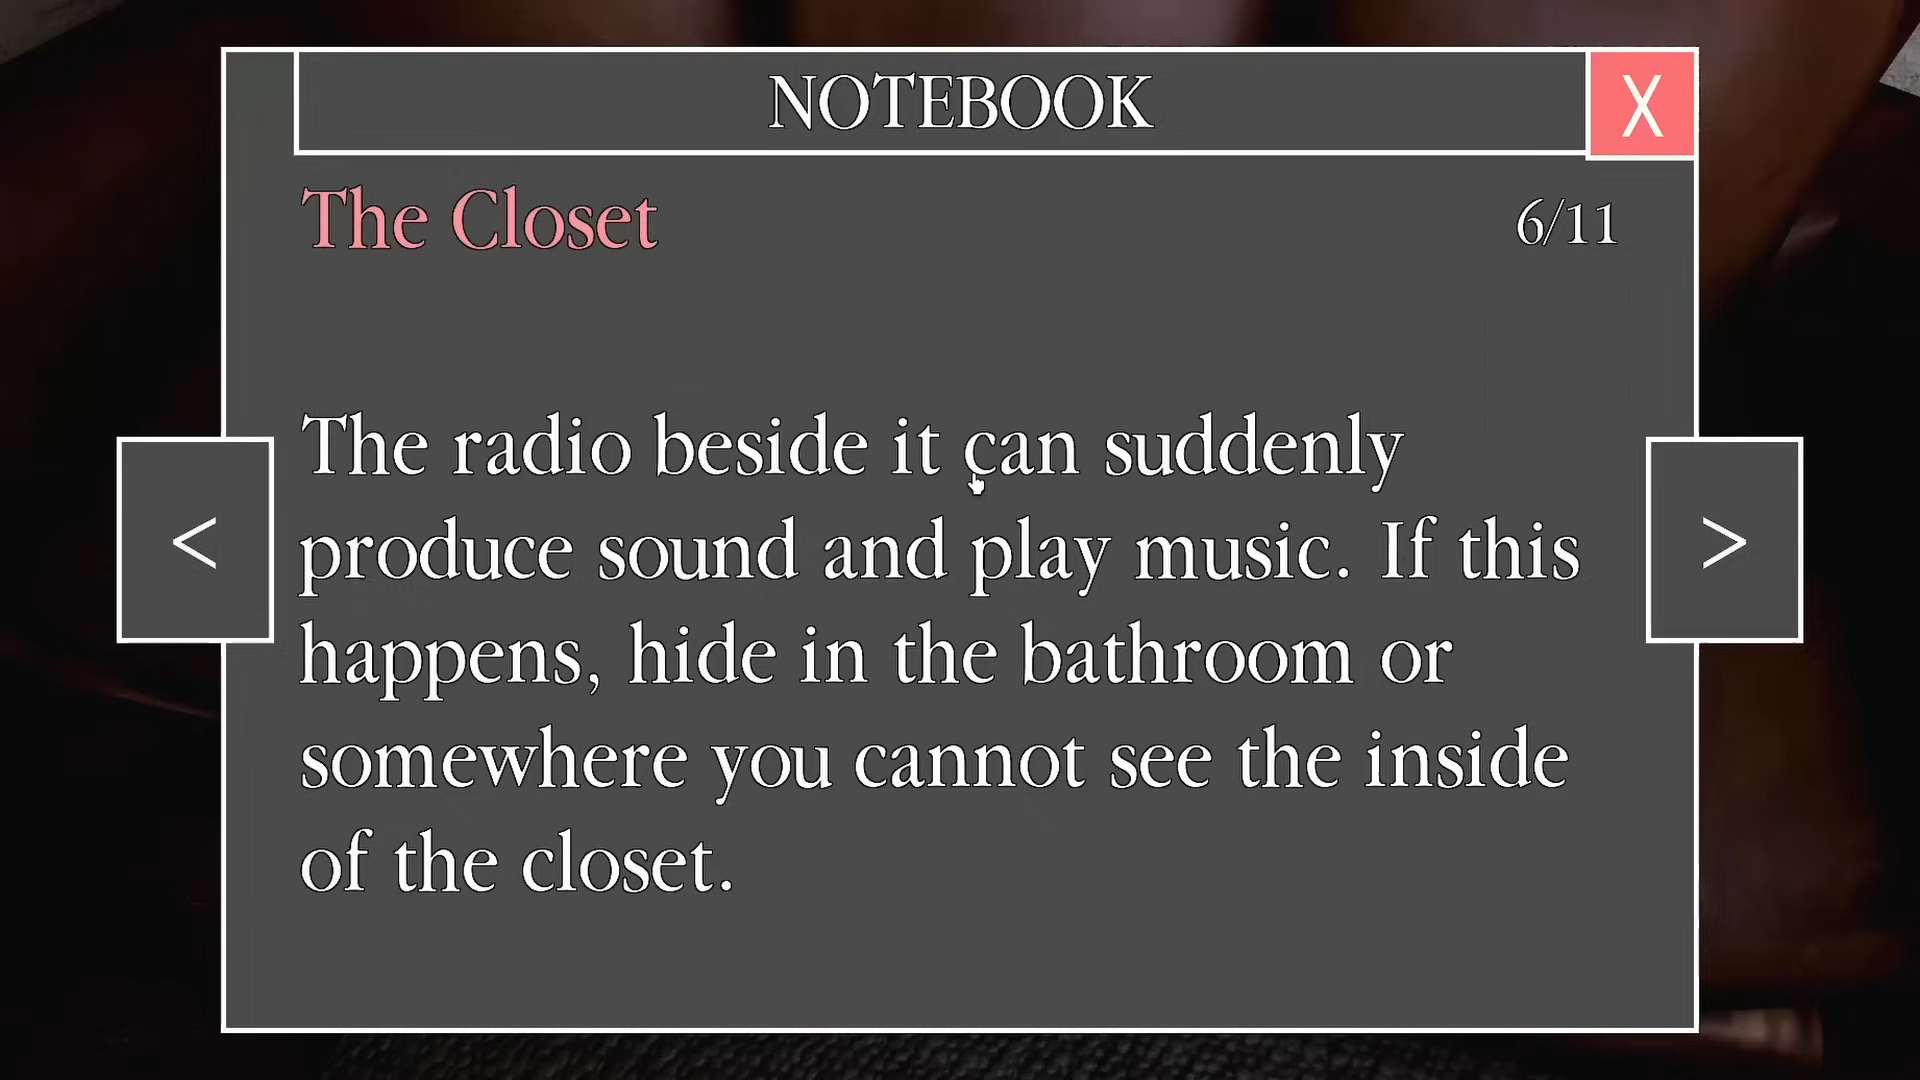 NOTEBOOK
X
The Closet
6/11
The radio beside it can suddenly
produce sound and play music. If this
happens, hide in the bathroom or
somewhere you cannot see the inside
of the closet.
<
>